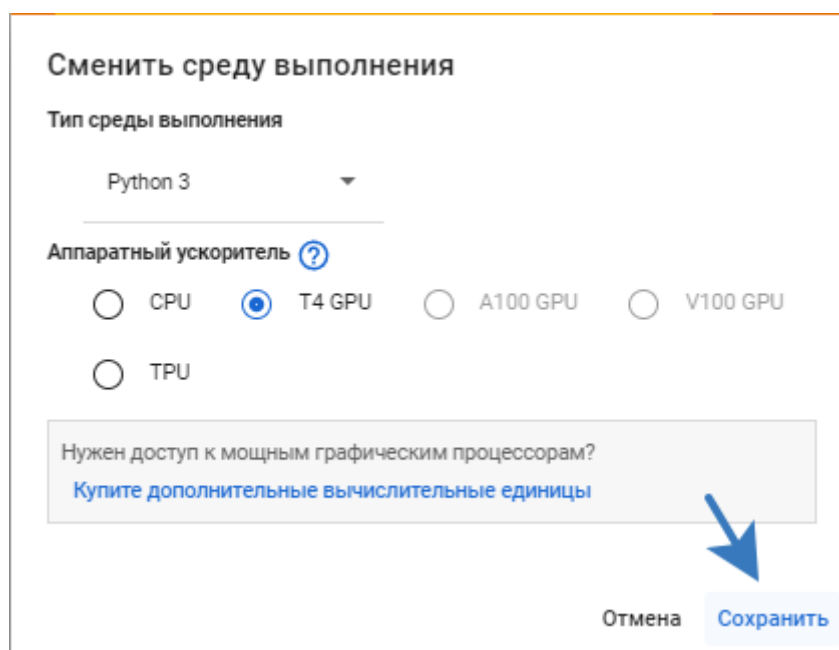 Сменить среду выполнения
Тип среды выполнения
Python 3
Аппаратный ускоритель ?
CPU T4 GPU A100 GPU V100 GPU
TPU
Нужен доступ к мощным графическим процессорам?
Купите дополнительные вычислительные единицы
Отмена Сохранить